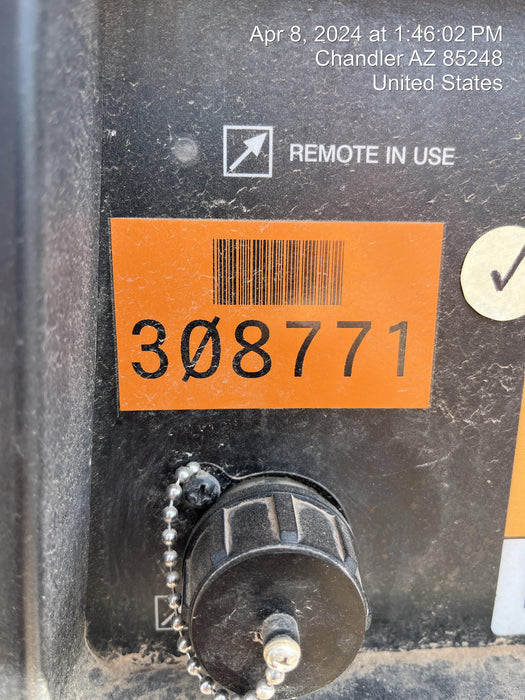 Apr 8, 2024 at 1:46:02 PM
Chandler AZ 85248
United States
REMOTE IN USE
3Ø8771